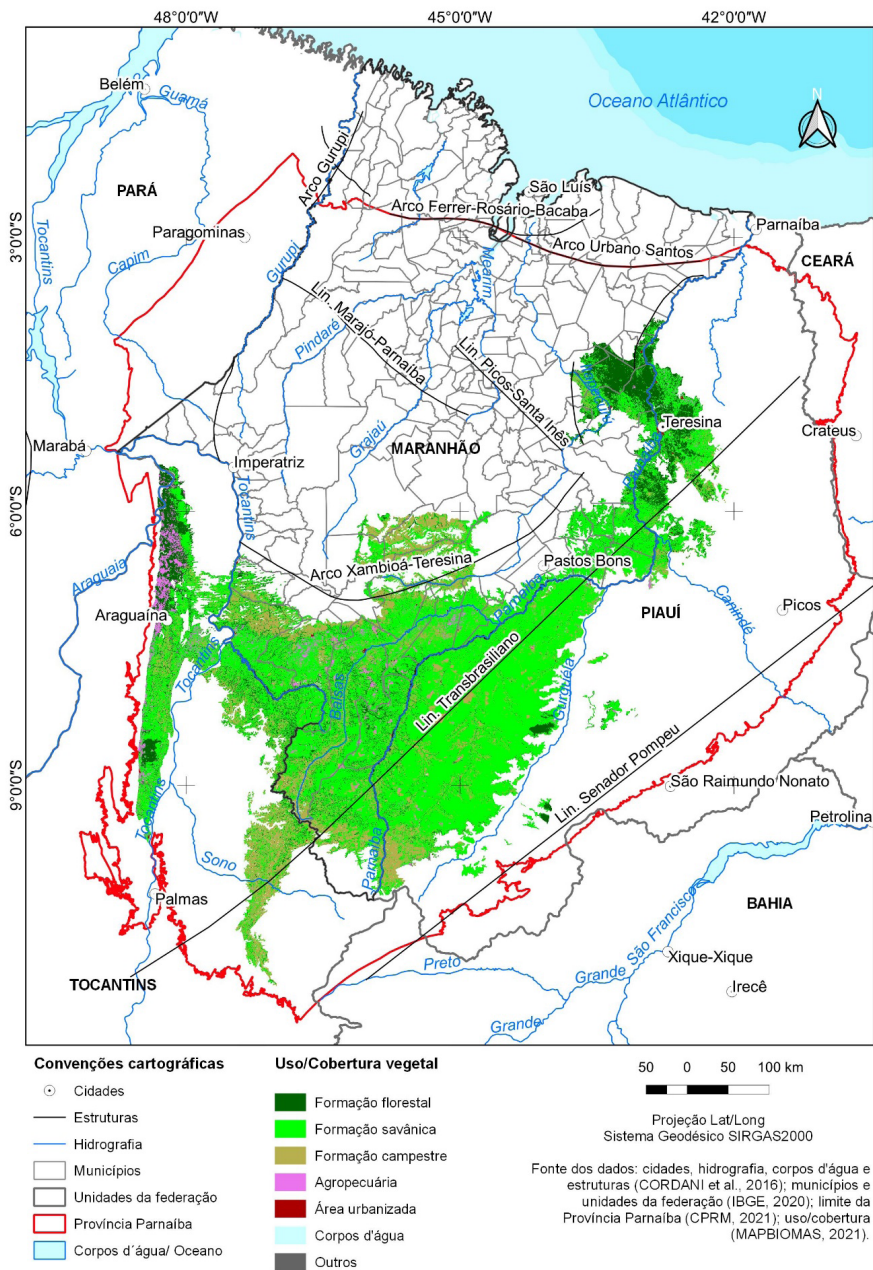 48°0'0"W
45°0'0"W
42°0'0"W
Belém
Guamá
Oceano Atlântico
N
PARÁ
Arco Gurupi
São Luís
Tocantins
Paragominas
Arco Ferrer-Rosário-Bacaba
Parnaíba
3°0'0"S
Capim
Gurupi
Mearim
Arco Urbano Santos
CEARÁ
Lin. Marajó-Parnaíba
Pindaré
Lin. Picos-Santa Inês
Teresina
Crateus
Marabá
Grajaú
MARANHÃO
Imperatriz
Tocantins
Parnaíba
6°0'0"S
Araguaia
Arco Xambioá-Teresina
Pastos Bons
Canindé
Araguaína
Parnaíba
PIAUÍ
Picos
Tocantins
Balsas
Lin. Transbrasiliano
Gurguéia
Lin. Senador Pompeu
9°0'0"S
São Raimundo Nonato
Tocantins
Petrolina
Sono
Parnaíba
Palmas
BAHIA
São Francisco
Xique-Xique
TOCANTINS
Preto
Grande
Irecê
Grande
Convenções cartográficas
Cidades
Estruturas
Hidrografia
Municípios
Unidades da federação
Província Parnaíba
Corpos d´água/ Oceano
Uso/Cobertura vegetal
Formação florestal
Formação savânica
Formação campestre
Agropecuária
Área urbanizada
Corpos d'água
Outros
50 0 50 100 km
Projeção Lat/Long
Sistema Geodésico SIRGAS2000
Fonte dos dados: cidades, hidrografia, corpos d'água e
estruturas (CORDANI et al., 2016); municípios e
unidades da federação (IBGE, 2020); limite da
Província Parnaíba (CPRM, 2021); uso/cobertura
(MAPBIOMAS, 2021).